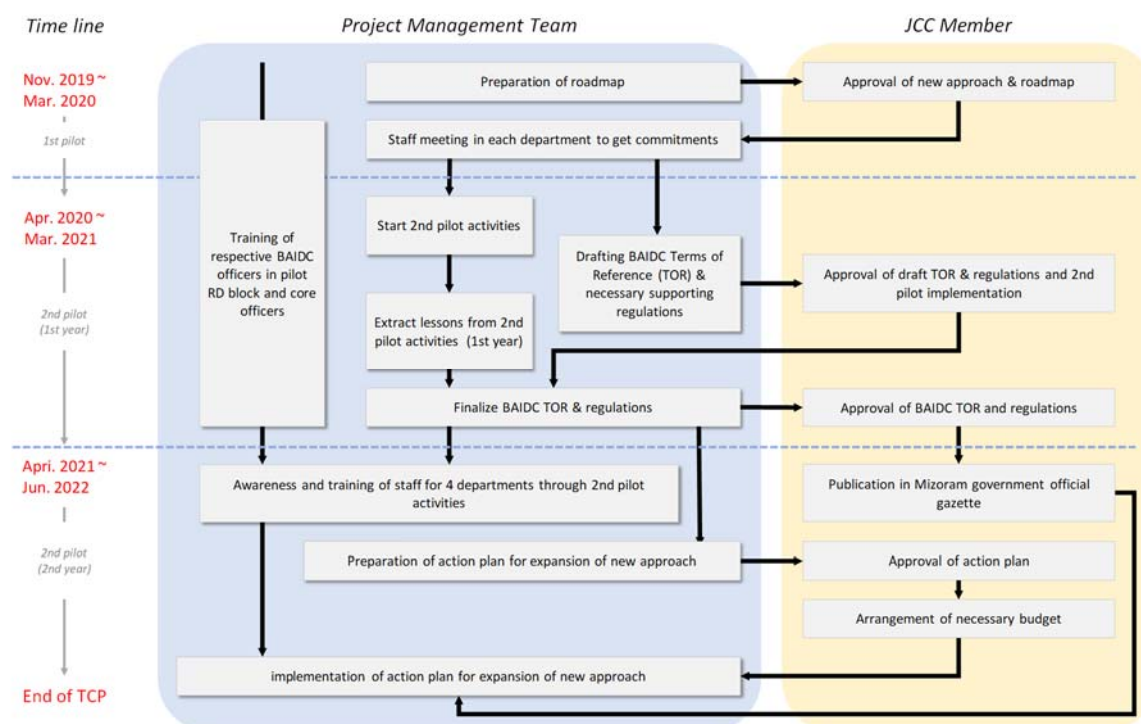 Time line
Project Management Team
JCC Member
Nov. 2019 ~
Mar. 2020
Preparation of roadmap
Approval of new approach & roadmap
1st pilot
Staff meeting in each department to get commitments
Apr. 2020 ~
Mar. 2021
Training of
respective BAIDC
officers in pilot
RD block and core
officers
Start 2nd pilot activities
Drafting BAIDC Terms of
Reference (TOR) &
necessary supporting
regulations
Approval of draft TOR & regulations and 2nd
pilot implementation
2nd pilot
(1st year)
Extract lessons from 2nd
pilot activities (1st year)
Finalize BAIDC TOR & regulations
Approval of BAIDC TOR and regulations
Apri. 2021 ~
Jun. 2022
Awareness and training of staff for 4 departments through 2nd pilot
activities
Publication in Mizoram government official
gazette
2nd pilot
(2nd year)
Preparation of action plan for expansion of new approach
Approval of action plan
Arrangement of necessary budget
implementation of action plan for expansion of new approach
End of TCP